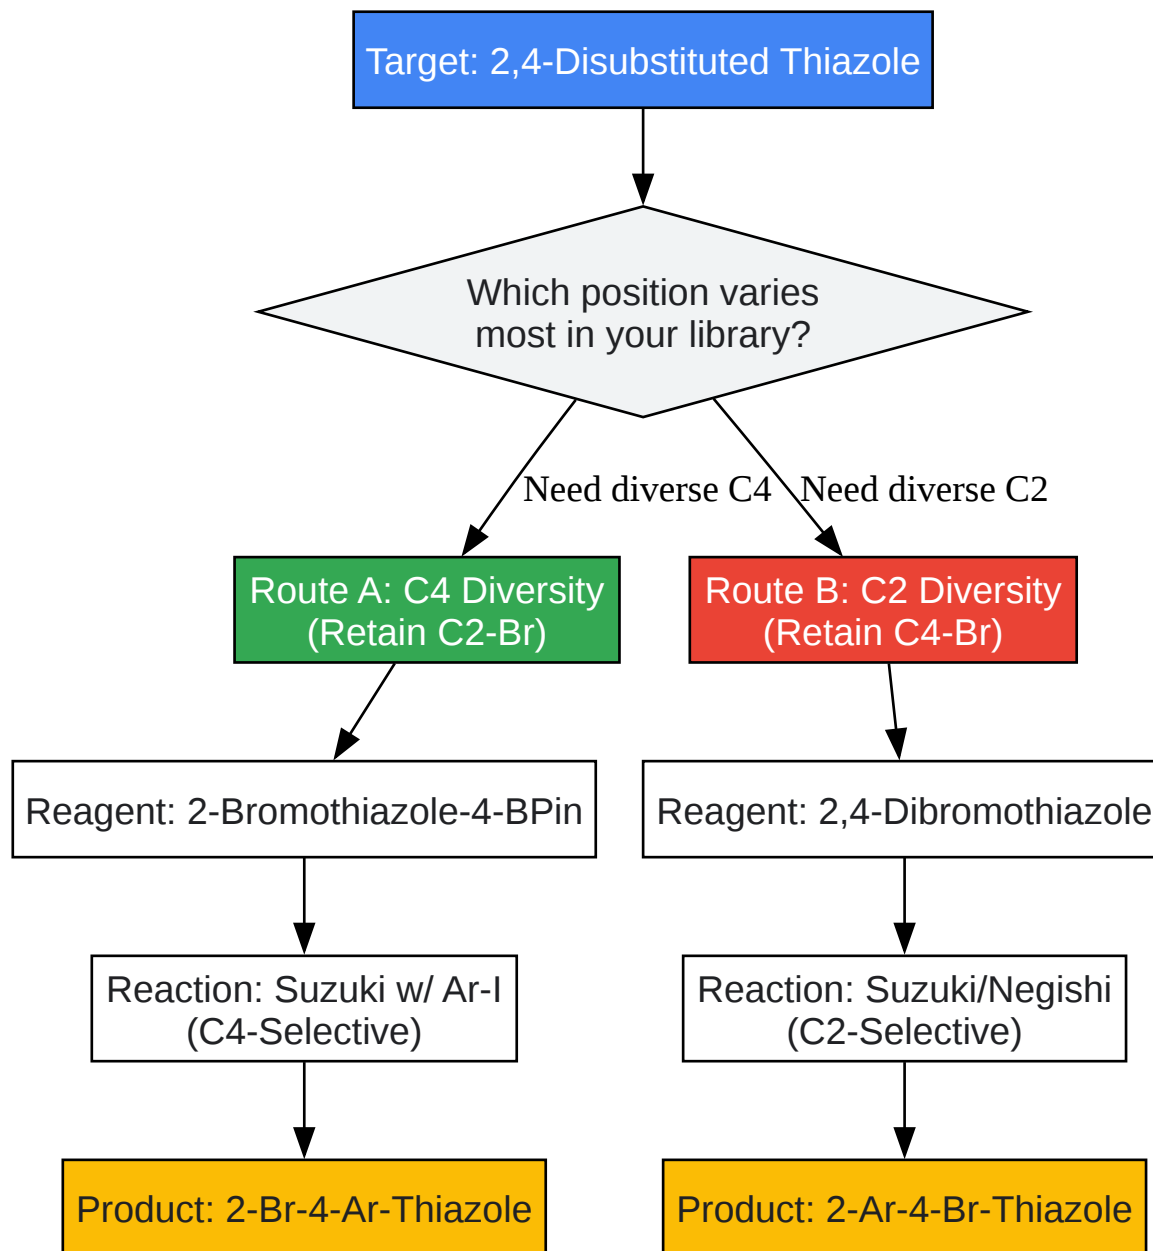 Target: 2,4-Disubstituted Thiazole
Which position varies
most in your library?
Need diverse C4
Need diverse C2
Route A: C4 Diversity
(Retain C2-Br)
Route B: C2 Diversity
(Retain C4-Br)
Reagent: 2-Bromothiazole-4-BPin
Reagent: 2,4-Dibromothiazole
Reaction: Suzuki w/ Ar-I
(C4-Selective)
Reaction: Suzuki/Negishi
(C2-Selective)
Product: 2-Br-4-Ar-Thiazole
Product: 2-Ar-4-Br-Thiazole